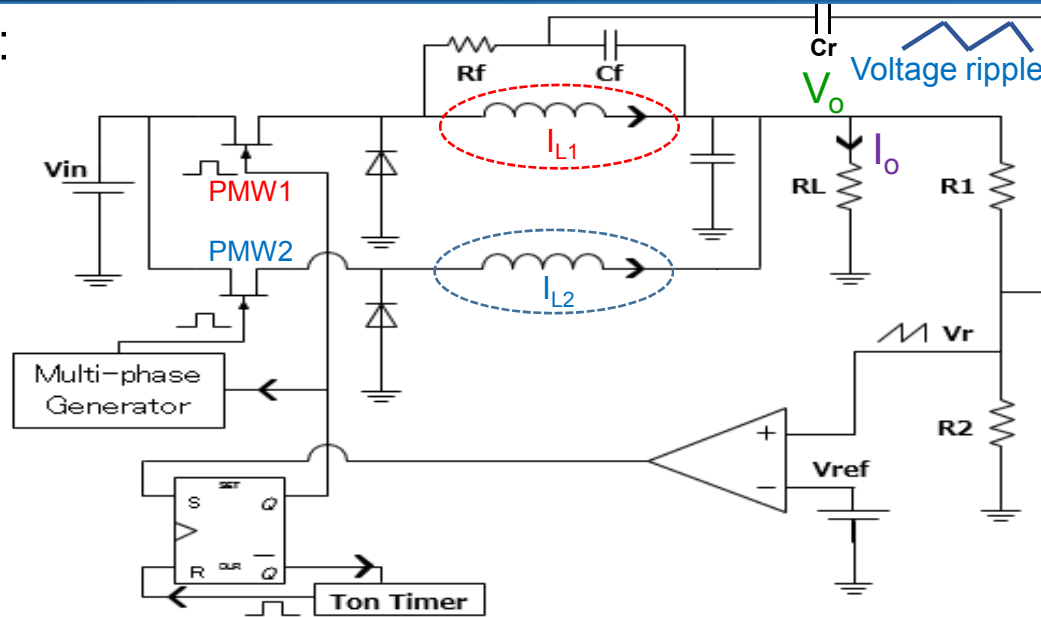 :
Rf
Cf
Cr
Voltage ripple
Vo
IL1
Io
Vin
PMW1
RL
R1
PMW2
IL2
Vr
Multi-phase
Generator
R2
+
Vref
−
SET
S
Q
R
CLR
Q
Ton Timer